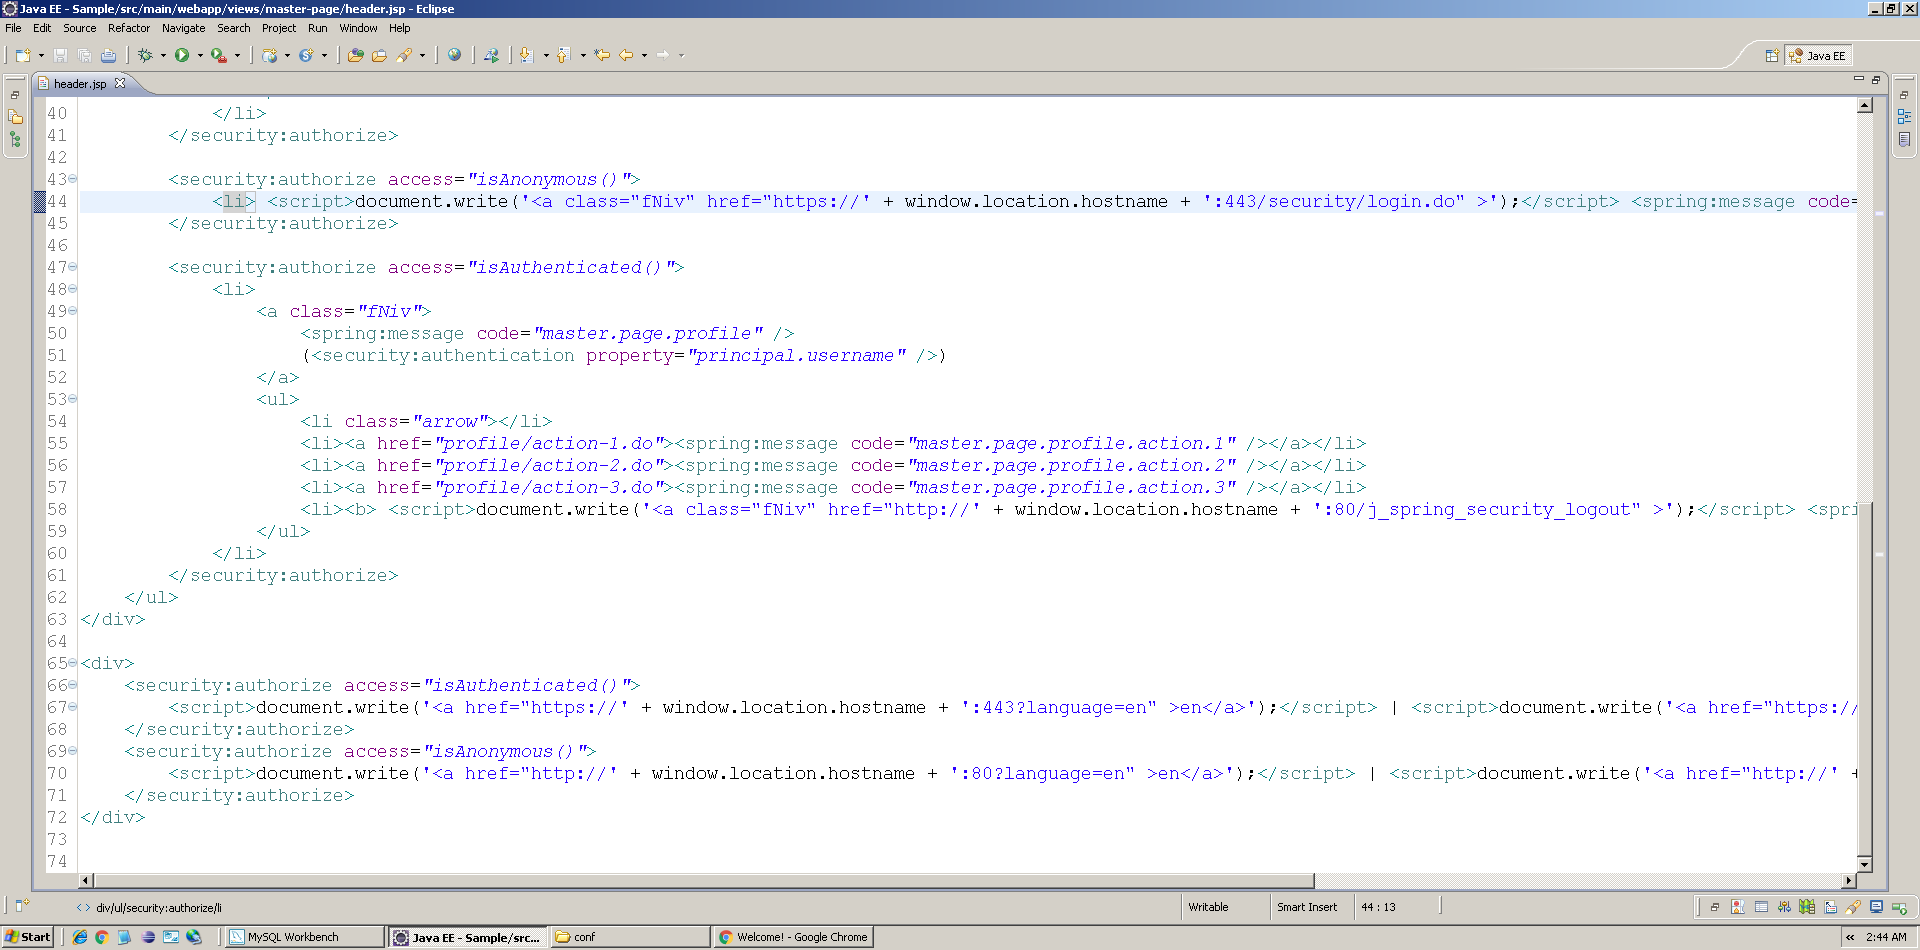 Java EE - Sample/src/main/webapp/views/master-page/header.jsp - Eclipse
File Edit Source Refactor Navigate Search Project Run Window Help
Java EE
header.jsp
40 </li>
41 </security:authorize>
42
43 <security:authorize access="isAnonymous()">
44 <li> <script>document.write('<a class="fNiv" href="https://' + window.location.hostname + ':443/security/login.do" >');</script> <spring:message code=
45 </security:authorize>
46
47 <security:authorize access="isAuthenticated()">
48 <li>
49 <a class="fNiv">
50 <spring:message code="master.page.profile" />
51 (<security:authentication property="principal.username" />)
52 </a>
53 <ul>
54 <li class="arrow"></li>
55 <li><a href="profile/action-1.do"><spring:message code="master.page.profile.action.1" /></a></li>
56 <li><a href="profile/action-2.do"><spring:message code="master.page.profile.action.2" /></a></li>
57 <li><a href="profile/action-3.do"><spring:message code="master.page.profile.action.3" /></a></li>
58 <li><b> <script>document.write('<a class="fNiv" href="http://' + window.location.hostname + ':80/j_spring_security_logout" >');</script> <spri
59 </ul>
60 </li>
61 </security:authorize>
62 </ul>
63 </div>
64
65 <div>
66 <security:authorize access="isAuthenticated()">
67 <script>document.write('<a href="https://' + window.location.hostname + ':443?language=en" >en</a>');</script> | <script>document.write('<a href="https:/
68 </security:authorize>
69 <security:authorize access="isAnonymous()">
70 <script>document.write('<a href="http://' + window.location.hostname + ':80?language=en" >en</a>');</script> | <script>document.write('<a href="http://' +
71 </security:authorize>
72 </div>
73
74
div/ul/security:authorize/li
Writable Smart Insert 44 : 13
Start MySQL Workbench Java EE - Sample/src... conf Welcome! - Google Chrome 2:44 AM